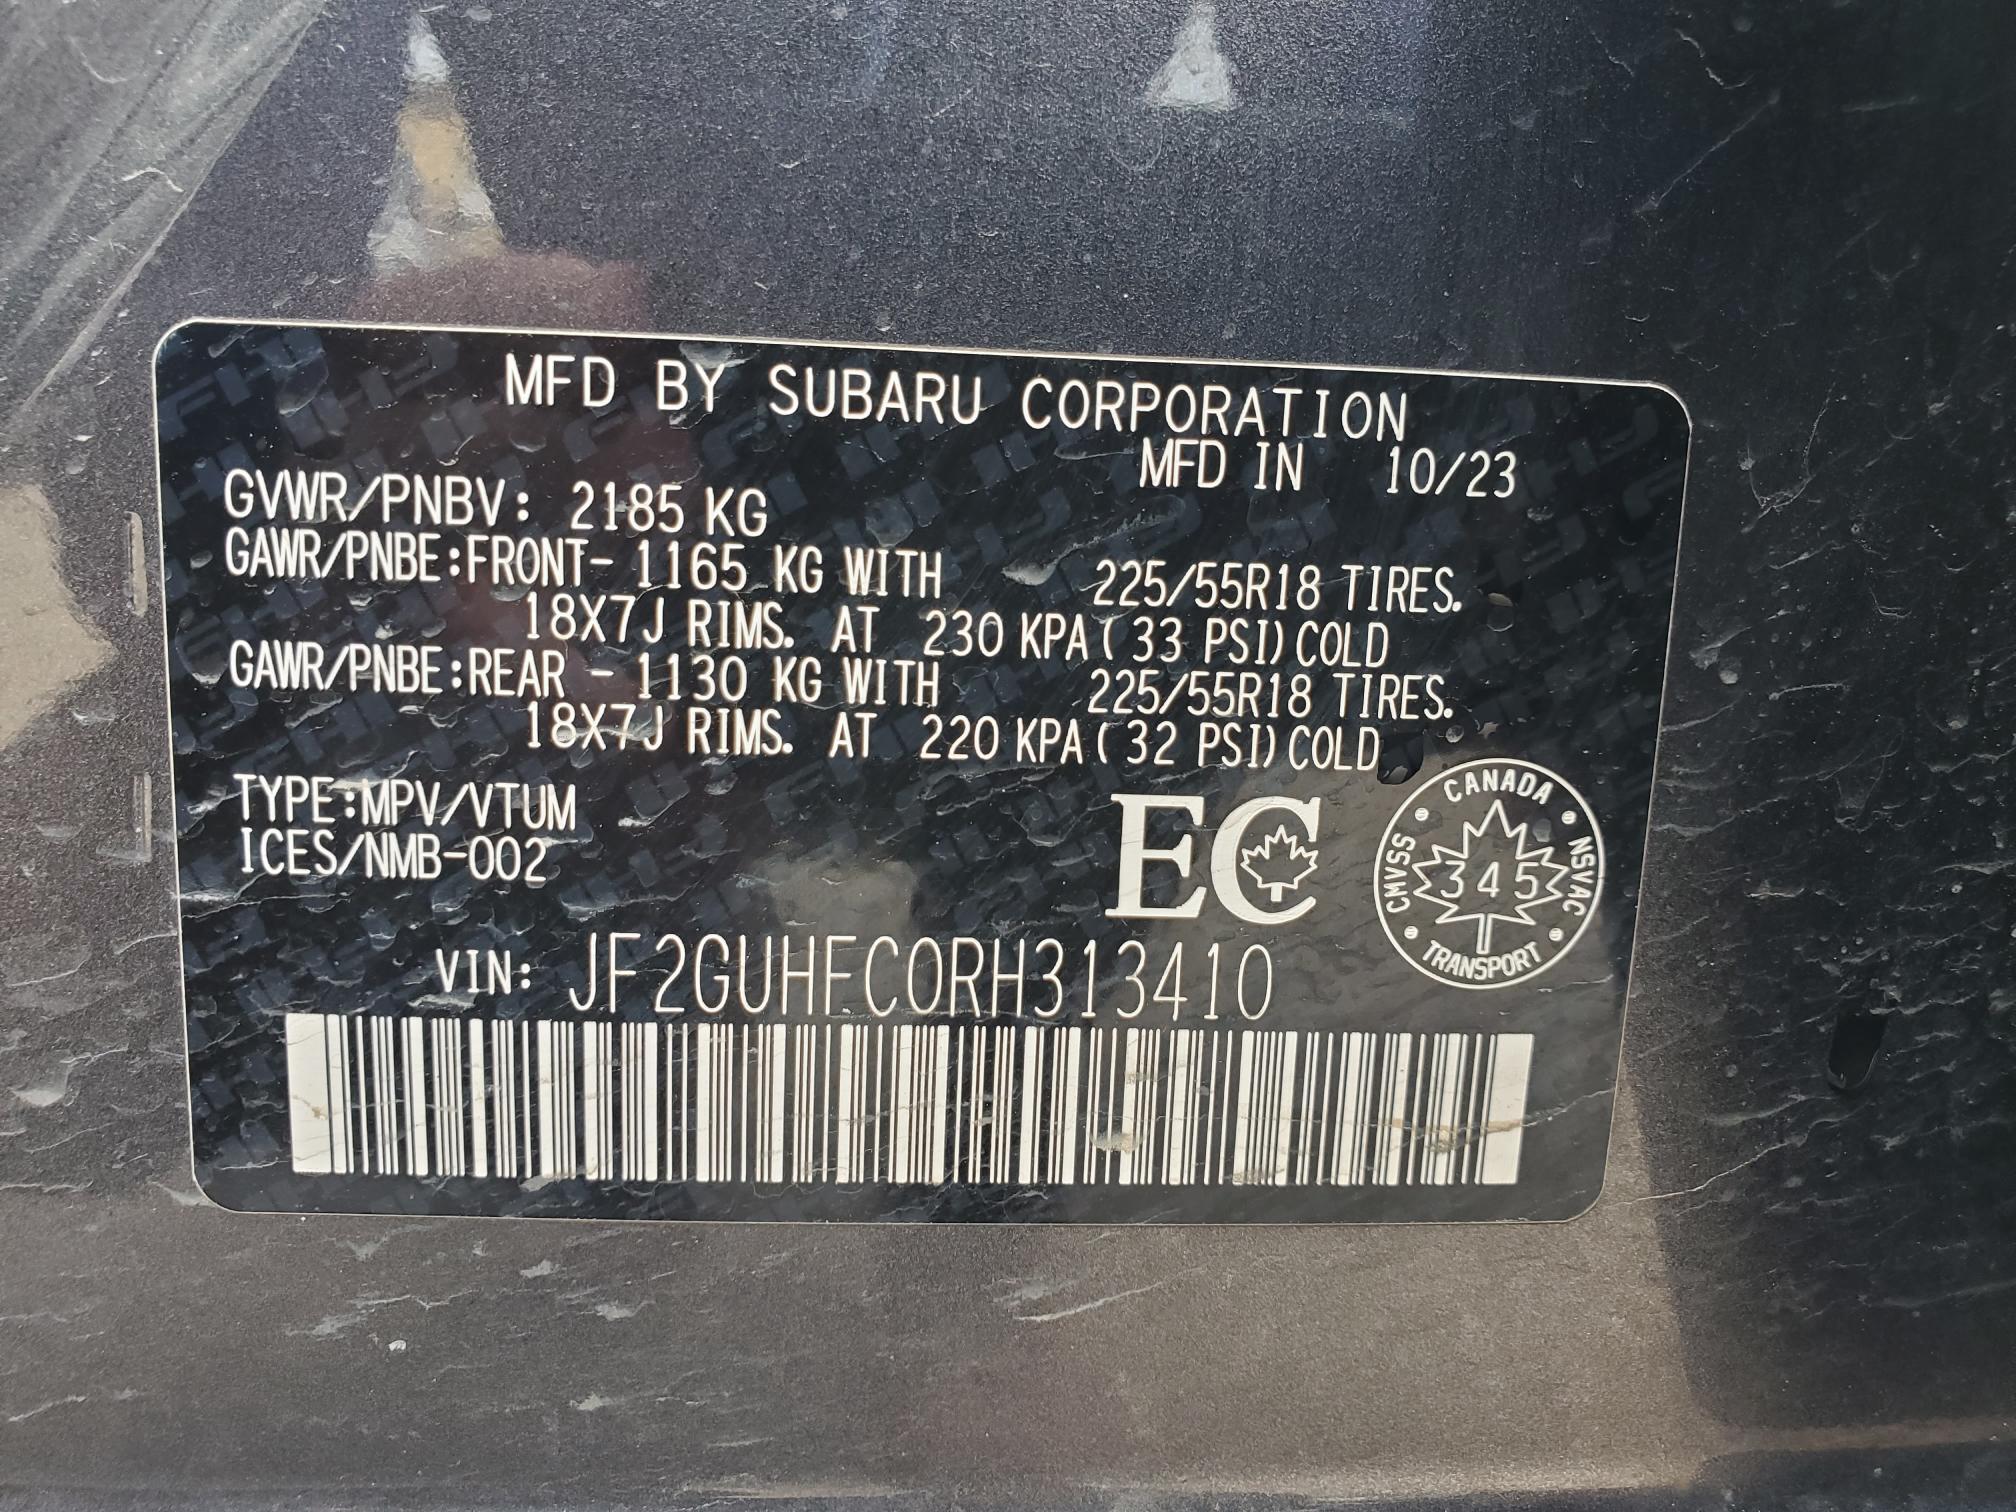 MFD BY SUBARU CORPORATION
MFD IN 10/23
GVWR/PNBV: 2185 KG
GAWR/PNBE:FRONT- 1165 KG WITH 225/55R18 TIRES.
18X7J RIMS. AT 230 KPA(33 PSI)COLD
GAWR/PNBE:REAR - 1130 KG WITH 225/55R18 TIRES.
18X7J RIMS. AT 220 KPA(32 PSI)COLD
TYPE:MPV/VTUM
ICES/NMB-002
EC
CANADA
CMVSS
345
NSVAC
TRANSPORT
VIN: JF2GUHFC0RH313410